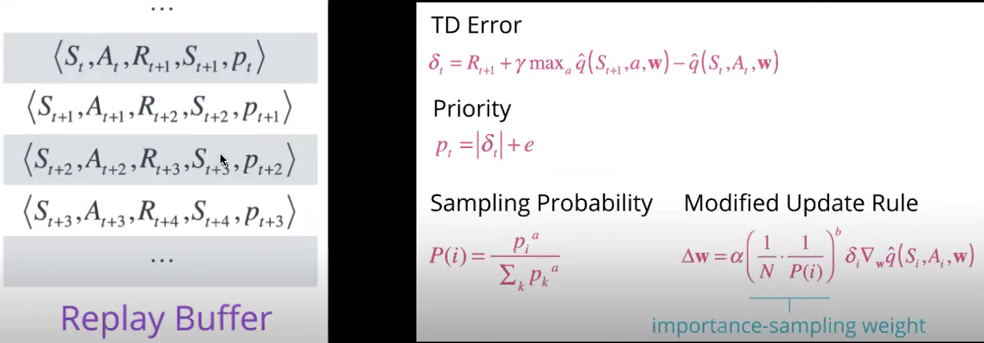 ...
⟨S_t, A_t, R_{t+1}, S_{t+1}, p_t⟩
⟨S_{t+1}, A_{t+1}, R_{t+2}, S_{t+2}, p_{t+1}⟩
⟨S_{t+2}, A_{t+2}, R_{t+3}, S_{t+3}, p_{t+2}⟩
⟨S_{t+3}, A_{t+3}, R_{t+4}, S_{t+4}, p_{t+3}⟩
...
Replay Buffer
TD Error
δ_t = R_{t+1} + γ max_a q̂(S_{t+1}, a, w) − q̂(S_t, A_t, w)
Priority
p_t = |δ_t| + e
Sampling Probability
P(i) = p_i^a / Σ_k p_k^a
Modified Update Rule
Δw = α (1/N · 1/P(i))^b δ_i ∇_w q̂(S_i, A_i, w)
importance-sampling weight